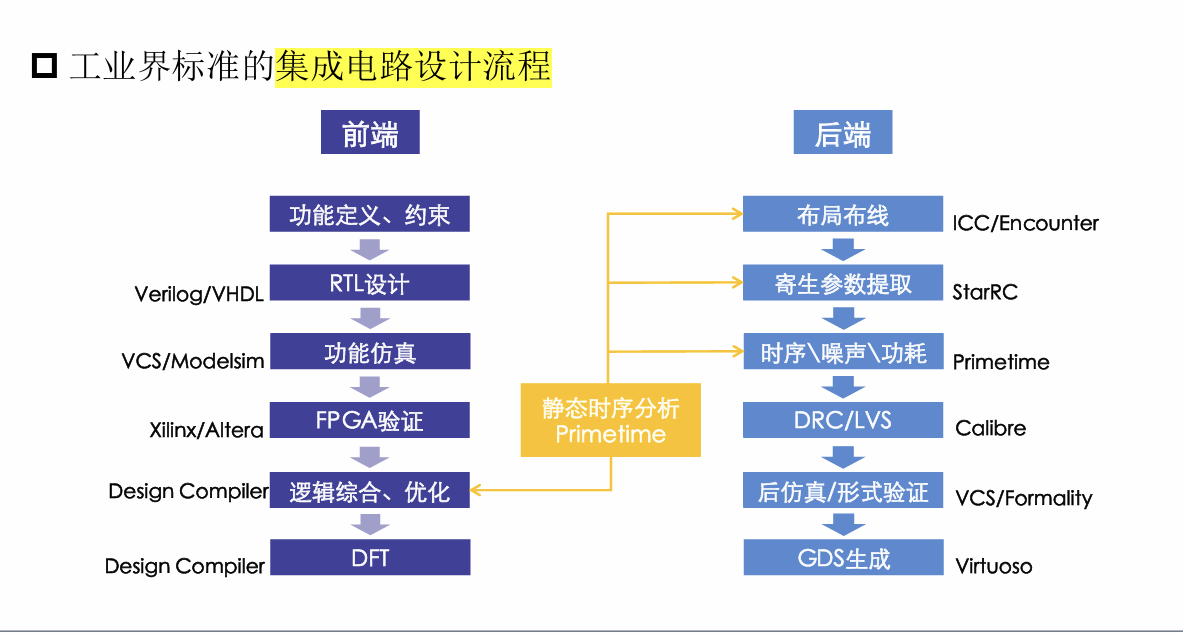 工业界标准的集成电路设计流程
前端
功能定义、约束
Verilog/VHDL
RTL设计
VCS/Modelsim
功能仿真
Xilinx/Altera
FPGA验证
Design Compiler
逻辑综合、优化
Design Compiler
DFT
静态时序分析
Primetime
后端
布局布线
ICC/Encounter
寄生参数提取
StarRC
时序\噪声\功耗
Primetime
DRC/LVS
Calibre
后仿真/形式验证
VCS/Formality
GDS生成
Virtuoso